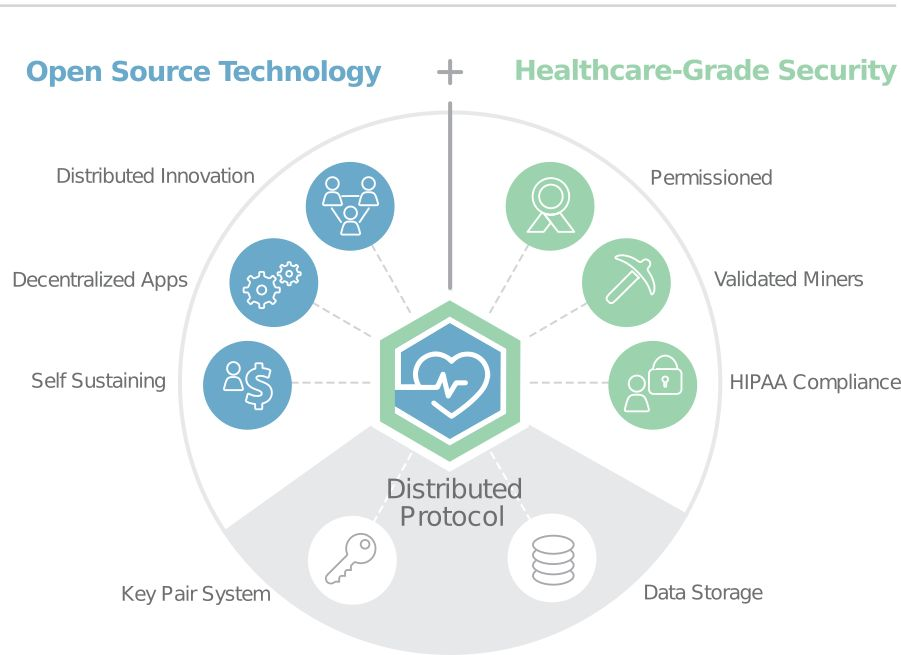 Open Source Technology
+
Healthcare-Grade Security
Distributed Innovation
Permissioned
Decentralized Apps
Validated Miners
Self Sustaining
HIPAA Compliance
Distributed
Protocol
Key Pair System
Data Storage